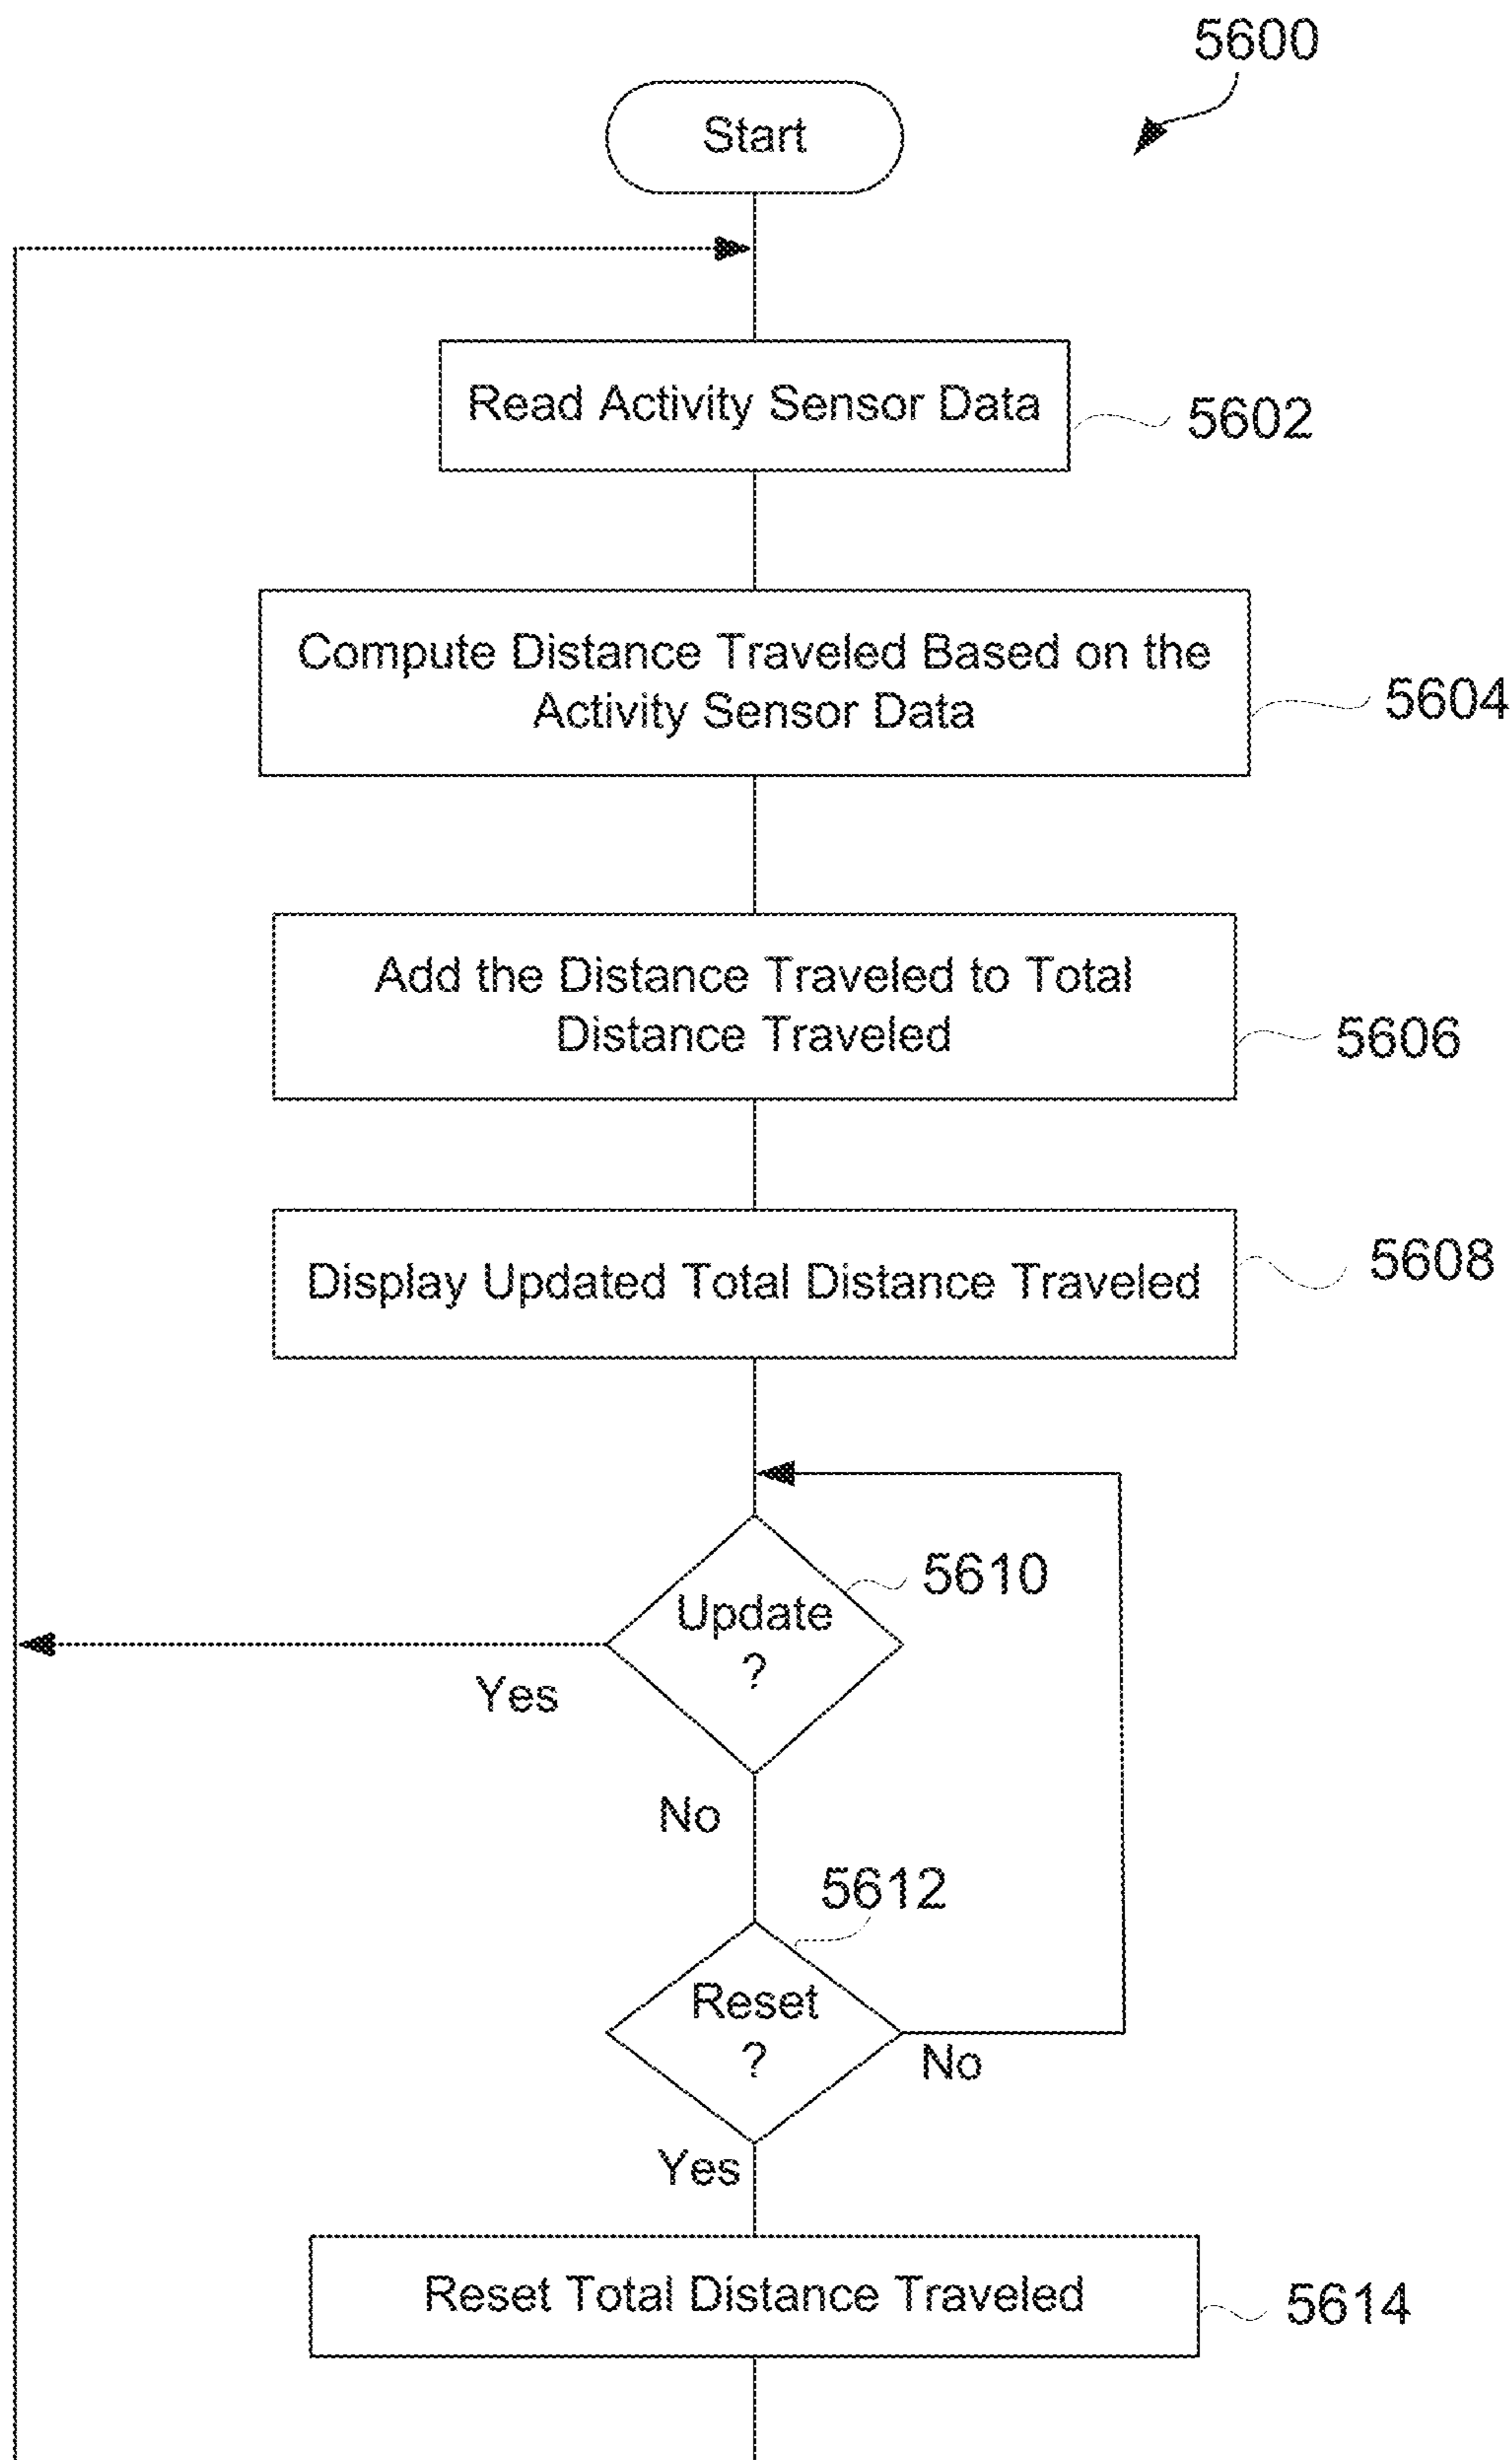 5600
Start
Read Activity Sensor Data
5602
Compute Distance Traveled Based on the
Activity Sensor Data
5604
Add the Distance Traveled to Total
Distance Traveled
5606
Display Updated Total Distance Traveled
5608
Update
?
5610
Yes
No
5612
Reset
?
No
Yes
Reset Total Distance Traveled
5614